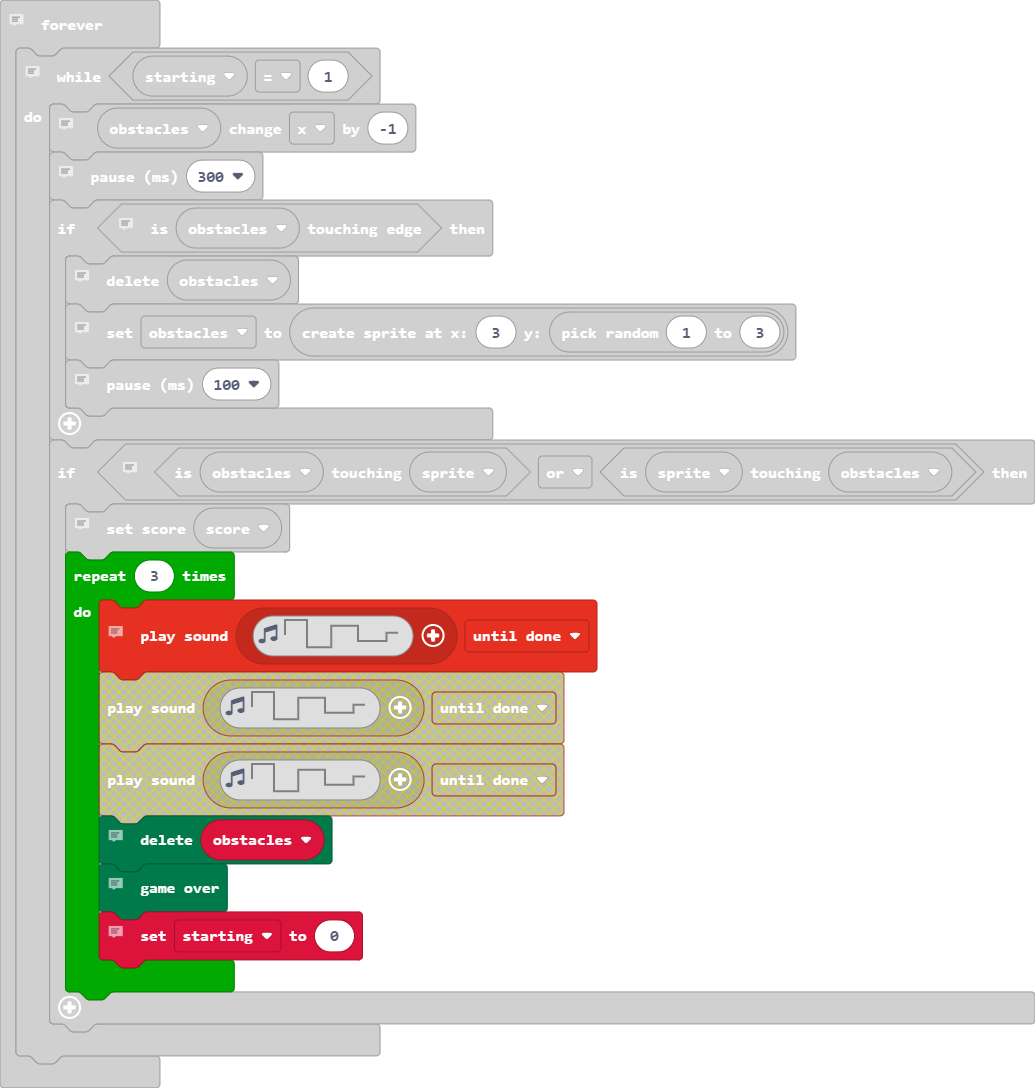 forever
while starting = 1
do
obstacles change x by -1
pause (ms) 300
if is obstacles touching edge then
delete obstacles
set obstacles to create sprite at x: 3 y: pick random 1 to 3
pause (ms) 100
if is obstacles touching sprite or is sprite touching obstacles then
set score score
repeat 3 times
do
play sound until done
play sound until done
play sound until done
delete obstacles
game over
set starting to 0